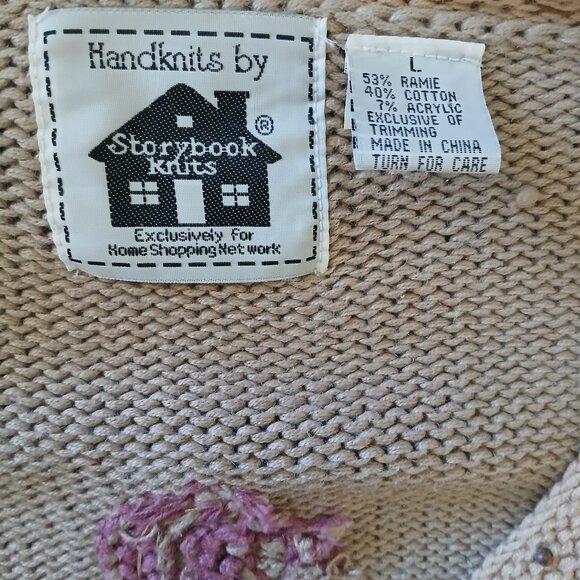 Handknits by
Storybook ®
Knits
Exclusively for
Home Shopping Network
L
53% RAMIE
40% COTTON
7% ACRYLIC
EXCLUSIVE OF
TRIMMING
MADE IN CHINA
TURN FOR CARE